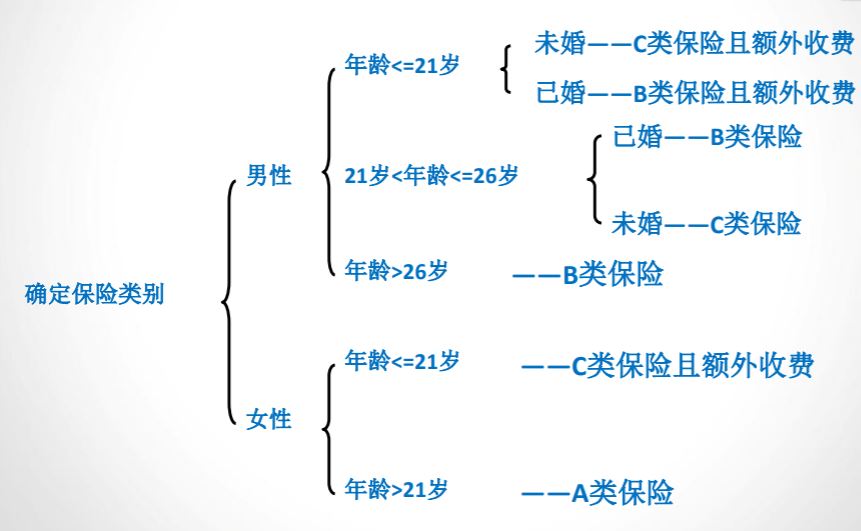 确定保险类别
男性
年龄<=21岁
未婚——C类保险且额外收费
已婚——B类保险且额外收费
21岁<年龄<=26岁
已婚——B类保险
未婚——C类保险
年龄>26岁 ——B类保险
女性
年龄<=21岁 ——C类保险且额外收费
年龄>21岁 ——A类保险